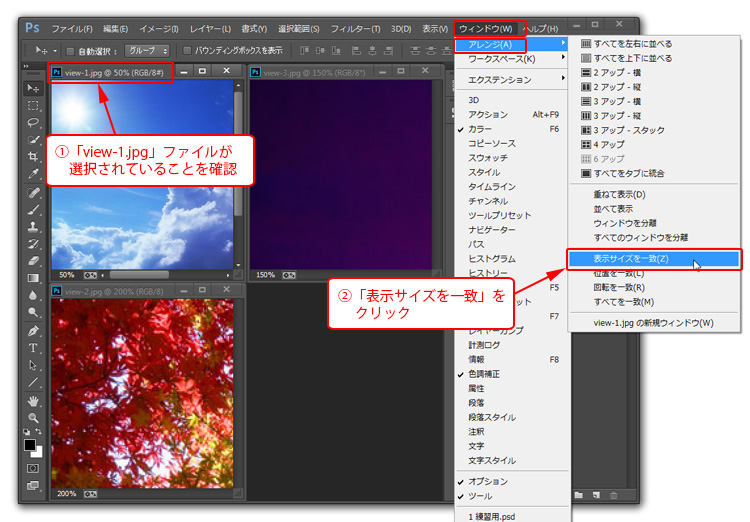 Ps ファイル(F) 編集(E) イメージ(I) レイヤー(L) 書式(Y) 選択範囲(S) フィルター(T) 3D(D) 表示(V) ウィンドウ(W) ヘルプ(H)
自動選択： グループ バウンディングボックスを表示
view-1.jpg @ 50% (RGB/8#)
view-3.jpg @ 150% (RGB/8*)
①「view-1.jpg」ファイルが
選択されていることを確認
50%
150%
view-2.jpg @ 200% (RGB/8)
200%
アレンジ(A)
ワークスペース(K)
エクステンション
3D
アクション Alt+F9
カラー F6
コピーソース
スウォッチ
スタイル
タイムライン
チャンネル
ツールプリセット
ナビゲーター
パス
ヒストグラム
ヒストリー
F5
F7
レイヤーカンプ
計測ログ
情報 F8
色調補正
属性
段落
段落スタイル
注釈
文字
文字スタイル
オプション
ツール
1 練習用.psd
すべてを左右に並べる
すべてを上下に並べる
2 アップ - 横
2 アップ - 縦
3 アップ - 横
3 アップ - 縦
3 アップ - スタック
4 アップ
6 アップ
すべてをタブに統合
重ねて表示(D)
並べて表示
ウィンドウを分離
すべてのウィンドウを分離
表示サイズを一致(Z)
位置を一致(L)
回転を一致(R)
すべてを一致(M)
view-1.jpg の新規ウィンドウ(W)
②「表示サイズを一致」を
クリック